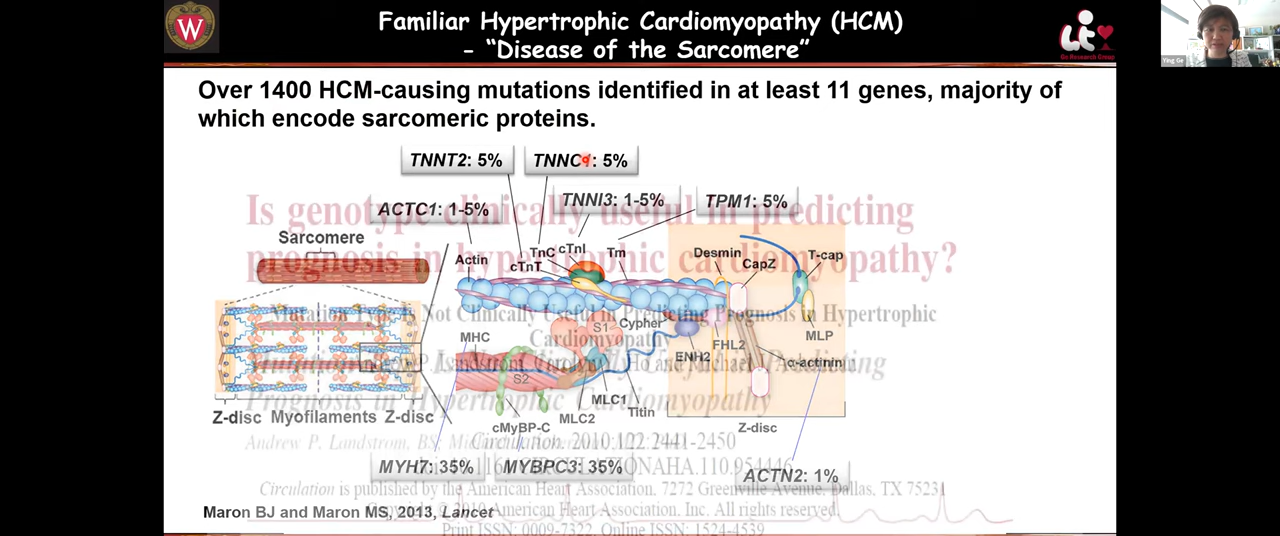 Familiar Hypertrophic Cardiomyopathy (HCM)
- “Disease of the Sarcomere”
Ge Research Group
Ying Ge
Over 1400 HCM-causing mutations identified in at least 11 genes, majority of
which encode sarcomeric proteins.
TNNT2: 5%
TNNC1: 5%
ACTC1: 1-5%
TNNI3: 1-5%
TPM1: 5%
Is genotype clinically useful in predicting
prognosis in hypertrophic cardiomyopathy?
Sarcomere
Actin
cTnT
TnC
cTnI
Tm
Desmin
CapZ
T-cap
Mutation Type Is Not Clinically Useful in Predicting Prognosis in Hypertrophic
Cardiomyopathy
MHC
S1
Cypher
S2
ENH2
FHL2
MLP
α-actinin
MLC1
Titin
MLC2
cMyBP-C
Prognosis in Hypertrophic Cardiomyopathy
Z-disc Myofilaments Z-disc
Z-disc
Andrew P. Landstrom, BS;
Circulation. 2010;122:2441-2450
MYH7: 35%
MYBPC3: 35%
ACTN2: 1%
Circulation is published by the American Heart Association. 7272 Greenville Avenue, Dallas, TX 75231
American Heart Association, Inc. All rights reserved.
Print ISSN: 0009-7322. Online ISSN: 1524-4539
Maron BJ and Maron MS, 2013, Lancet